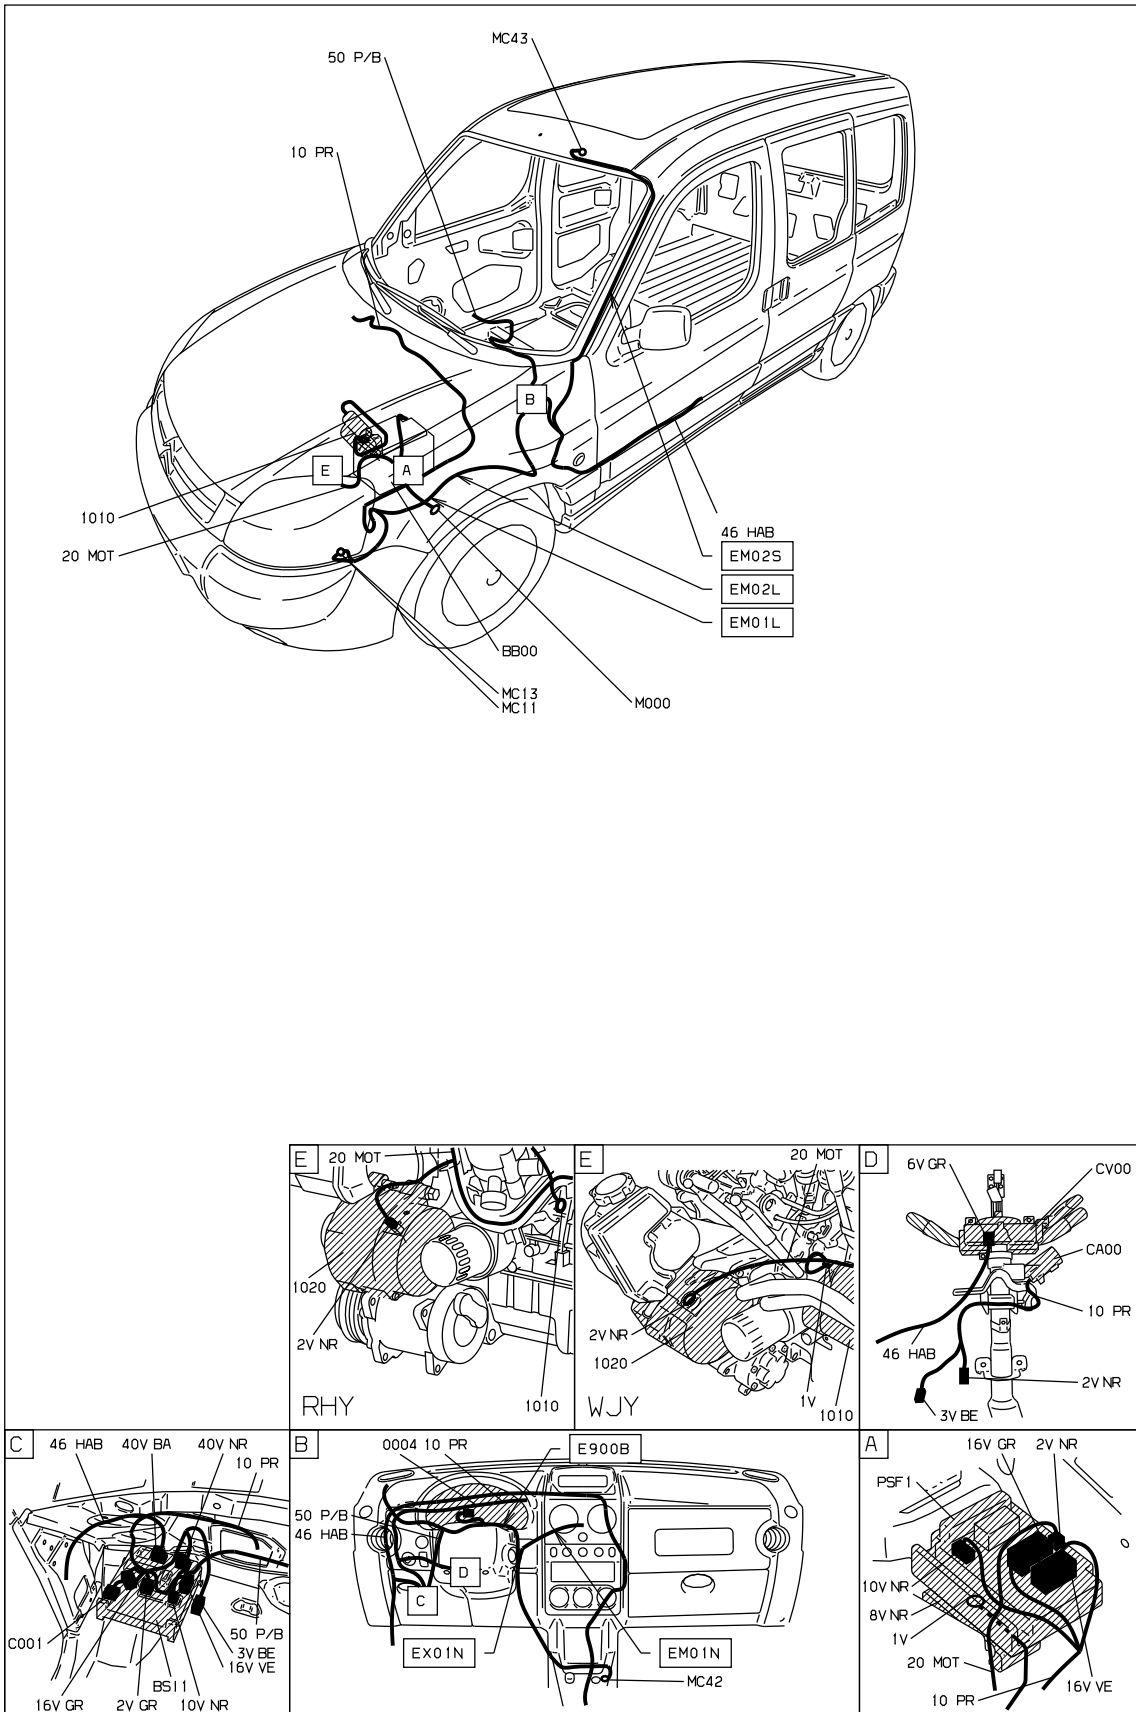 MC43
50 P/B
10 PR
B
E
A
1010
20 MOT
46 HAB
EM02S
EM02L
EM01L
BB00
MC13
MC11
M000
E
20 MOT
1020
2V NR
1010
RHY
E
20 MOT
2V NR
1020
1V
1010
WJY
D
6V GR
CV00
CA00
10 PR
46 HAB
2V NR
3V BE
C
46 HAB
40V BA
40V NR
10 PR
C001
50 P/B
3V BE
16V VE
BSI1
16V GR
2V GR
10V NR
B
0004 10 PR
E900B
50 P/B
46 HAB
D
C
EX01N
EM01N
MC42
A
16V GR
2V NR
PSF1
10V NR
8V NR
1V
20 MOT
10 PR
16V VE